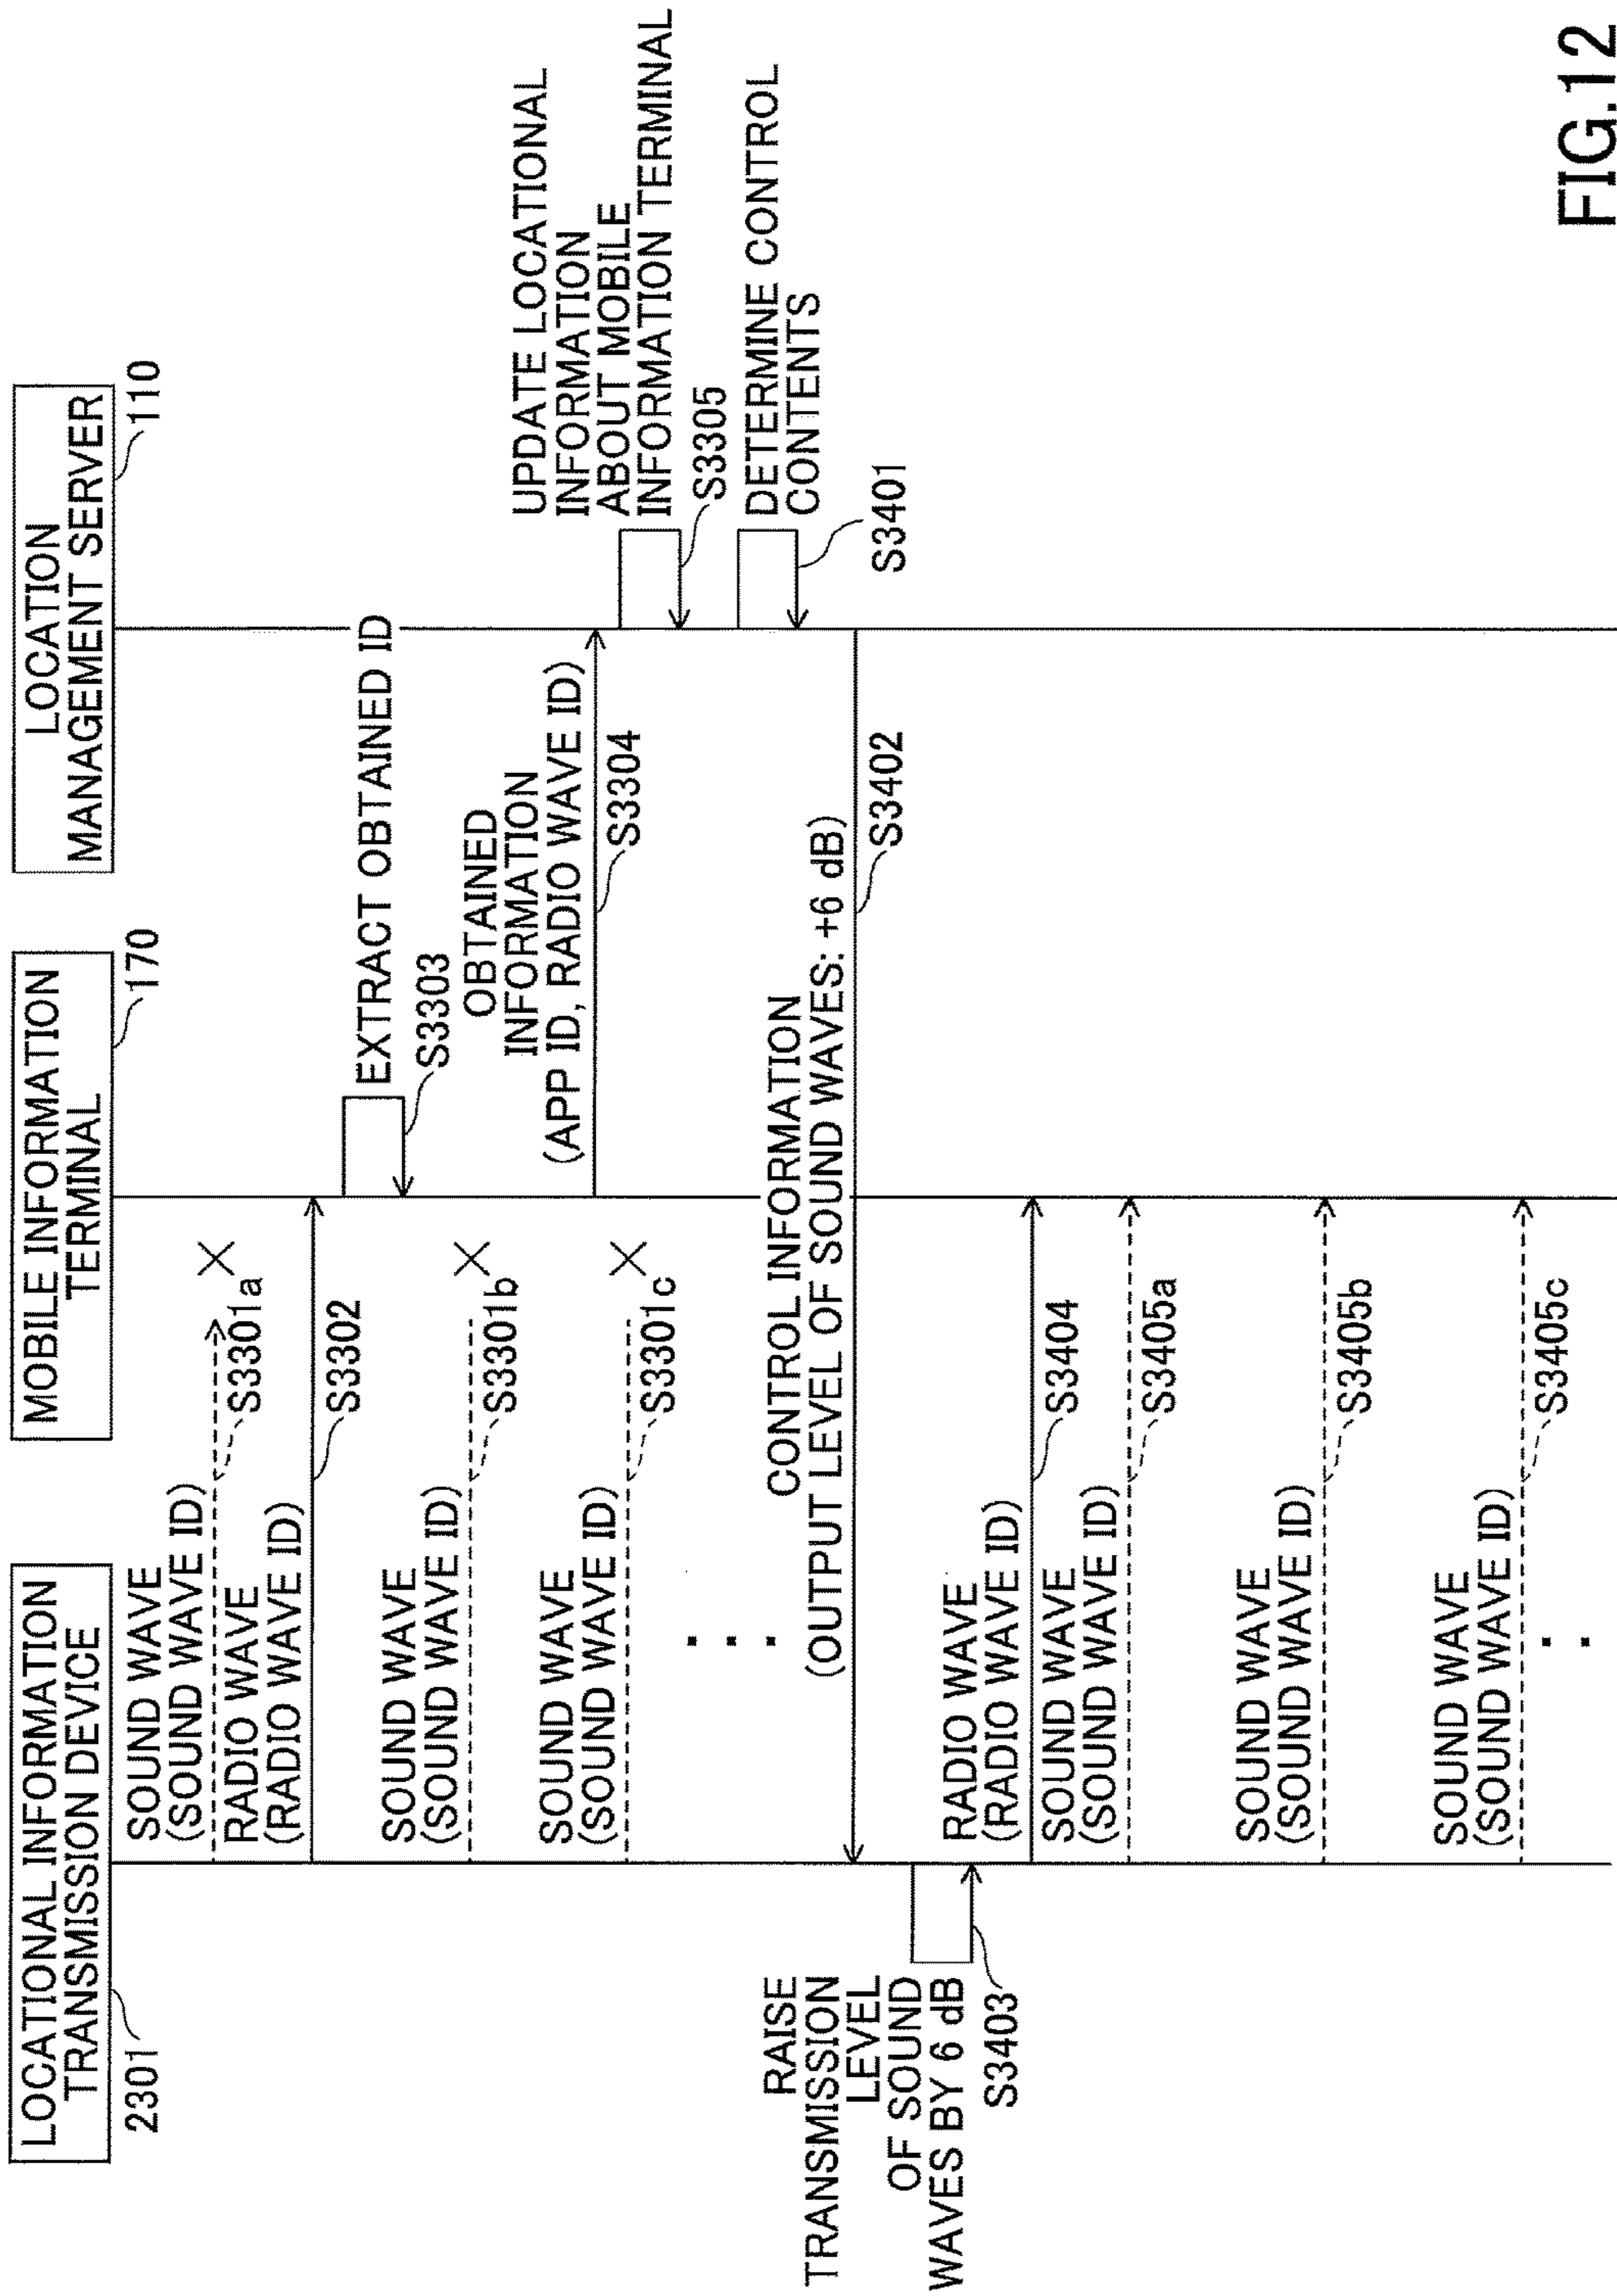 LOCATIONAL INFORMATION
TRANSMISSION DEVICE
2301
MOBILE INFORMATION
TERMINAL
170
LOCATION
MANAGEMENT SERVER
110
SOUND WAVE
(SOUND WAVE ID)
S3301a
RADIO WAVE
(RADIO WAVE ID)
S3302
EXTRACT OBTAINED ID
S3303
SOUND WAVE
(SOUND WAVE ID)
S3301b
OBTAINED
INFORMATION
(APP ID, RADIO WAVE ID)
S3304
SOUND WAVE
(SOUND WAVE ID)
S3301c
UPDATE LOCATIONAL
INFORMATION
ABOUT MOBILE
INFORMATION TERMINAL
S3305
DETERMINE CONTROL
CONTENTS
S3401
CONTROL INFORMATION
(OUTPUT LEVEL OF SOUND WAVES: +6 dB)
S3402
RAISE
TRANSMISSION
LEVEL
OF SOUND
WAVES BY 6 dB
S3403
RADIO WAVE
(RADIO WAVE ID)
S3404
SOUND WAVE
(SOUND WAVE ID)
S3405a
SOUND WAVE
(SOUND WAVE ID)
S3405b
SOUND WAVE
(SOUND WAVE ID)
S3405c
FIG.12